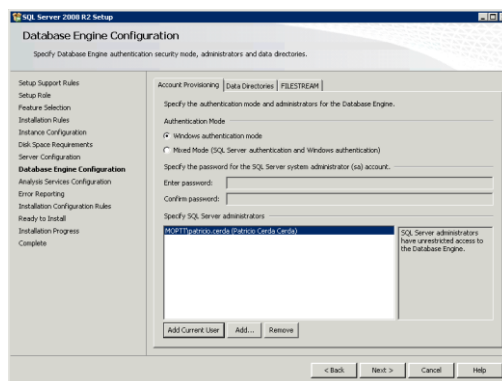 SQL Server 2008 R2 Setup
Database Engine Configuration
Specify Database Engine authentication security mode, administrators and data directories.
Setup Support Rules
Setup Role
Feature Selection
Installation Rules
Instance Configuration
Disk Space Requirements
Server Configuration
Database Engine Configuration
Analysis Services Configuration
Error Reporting
Installation Configuration Rules
Ready to Install
Installation Progress
Complete
Account Provisioning Data Directories FILESTREAM
Specify the authentication mode and administrators for the Database Engine.
Authentication Mode
Windows authentication mode
Mixed Mode (SQL Server authentication and Windows authentication)
Specify the password for the SQL Server system administrator (sa) account.
Enter password:
Confirm password:
Specify SQL Server administrators
MOPTT\patricio.cerda (Patricio Cerda Cerda)
SQL Server administrators
have unrestricted access to
the Database Engine.
Add Current User Add... Remove
< Back Next > Cancel Help